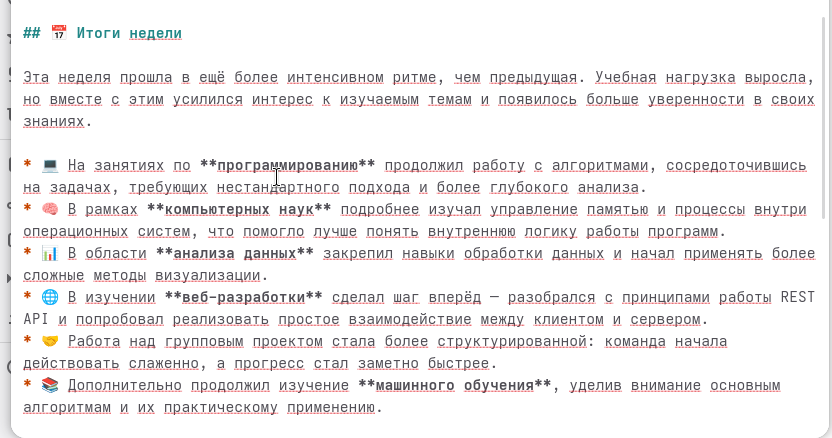 ## 📅 Итоги недели
Эта неделя прошла в ещё более интенсивном ритме, чем предыдущая. Учебная нагрузка выросла,
но вместе с этим усилился интерес к изучаемым темам и появилось больше уверенности в своих
знаниях.
* 💻 На занятиях по **программированию** продолжил работу с алгоритмами, сосредоточившись
на задачах, требующих нестандартного подхода и более глубокого анализа.
* 🧠 В рамках **компьютерных наук** подробнее изучал управление памятью и процессы внутри
операционных систем, что помогло лучше понять внутреннюю логику работы программ.
* 📊 В области **анализа данных** закрепил навыки обработки данных и начал применять более
сложные методы визуализации.
* 🌐 В изучении **веб-разработки** сделал шаг вперёд — разобрался с принципами работы REST
API и попробовал реализовать простое взаимодействие между клиентом и сервером.
* 🤝 Работа над групповым проектом стала более структурированной: команда начала
действовать слаженно, а прогресс стал заметно быстрее.
* 📚 Дополнительно продолжил изучение **машинного обучения**, уделив внимание основным
алгоритмам и их практическому применению.